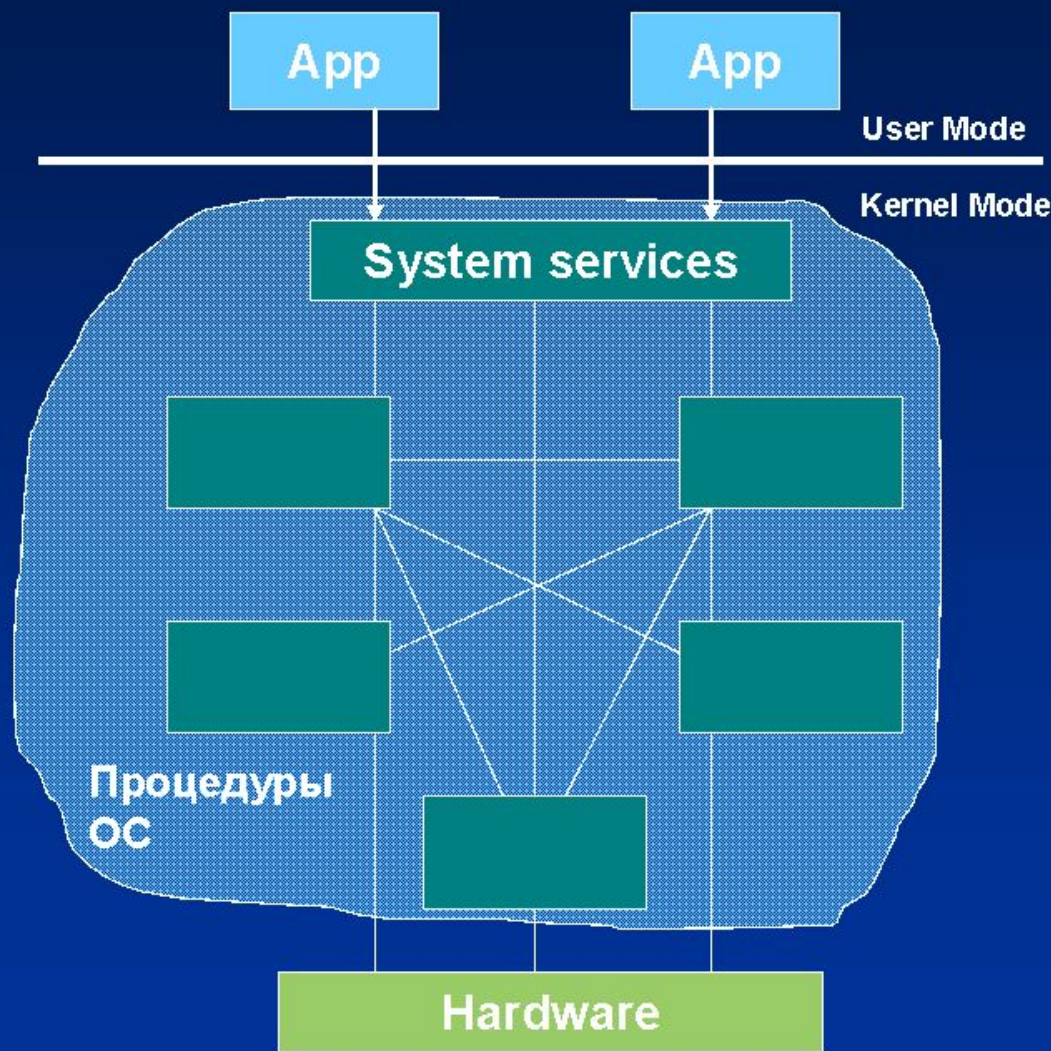 App
App
User Mode
Kernel Mode
System services
Процедуры
ОС
Hardware